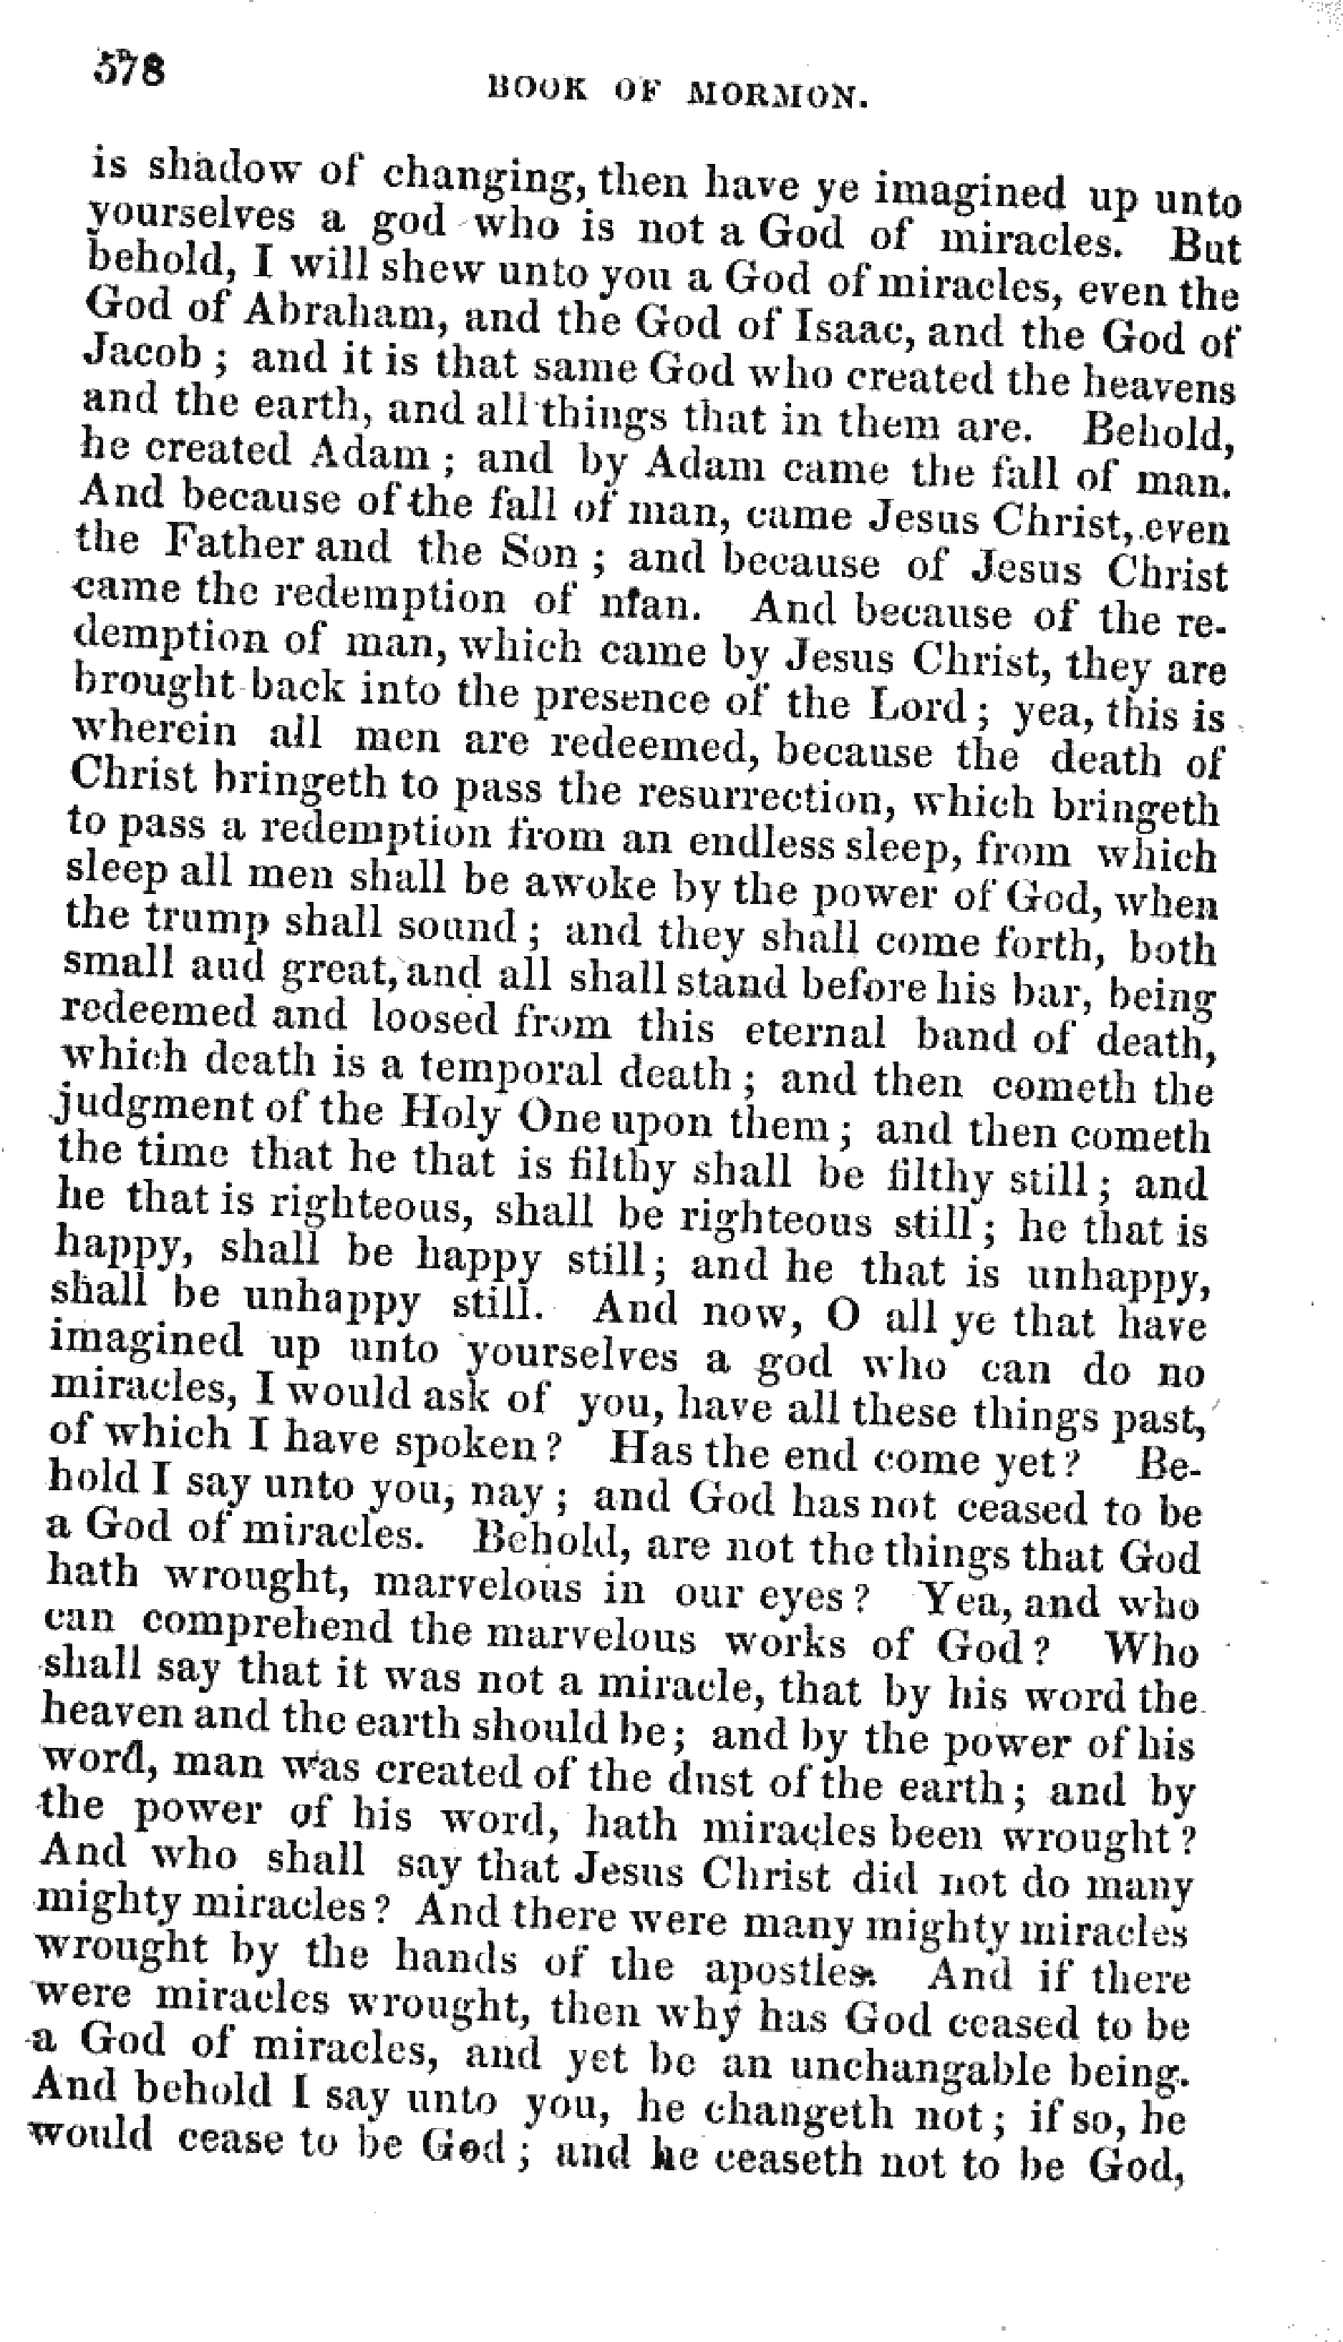 578
BOOK OF MORMON.
is shadow of changing, then have ye imagined up unto
yourselves a god who is not a God of miracles. But
behold, I will shew unto you a God of miracles, even the
God of Abraham, and the God of Isaac, and the God of
Jacob ; and it is that same God who created the heavens
and the earth, and all things that in them are. Behold,
he created Adam ; and by Adam came the fall of man.
And because of the fall of man, came Jesus Christ, even
the Father and the Son ; and because of Jesus Christ
came the redemption of man. And because of the re-
demption of man, which came by Jesus Christ, they are
brought back into the presence of the Lord ; yea, this is
wherein all men are redeemed, because the death of
Christ bringeth to pass the resurrection, which bringeth
to pass a redemption from an endless sleep, from which
sleep all men shall be awoke by the power of God, when
the trump shall sound ; and they shall come forth, both
small aud great, and all shall stand before his bar, being
redeemed and loosed from this eternal band of death,
which death is a temporal death ; and then cometh the
judgment of the Holy One upon them ; and then cometh
the time that he that is filthy shall be filthy still ; and
he that is righteous, shall be righteous still ; he that is
happy, shall be happy still ; and he that is unhappy,
shall be unhappy still. And now, O all ye that have
imagined up unto yourselves a god who can do no
miracles, I would ask of you, have all these things past,
of which I have spoken ? Has the end come yet ? Be-
hold I say unto you, nay ; and God has not ceased to be
a God of miracles. Behold, are not the things that God
hath wrought, marvelous in our eyes ? Yea, and who
can comprehend the marvelous works of God ? Who
shall say that it was not a miracle, that by his word the
heaven and the earth should be ; and by the power of his
word, man was created of the dust of the earth ; and by
the power of his word, hath miracles been wrought ?
And who shall say that Jesus Christ did not do many
mighty miracles ? And there were many mighty miracles
wrought by the hands of the apostles. And if there
were miracles wrought, then why has God ceased to be
a God of miracles, and yet be an unchangable being.
And behold I say unto you, he changeth not ; if so, he
would cease to be God ; and he ceaseth not to be God,